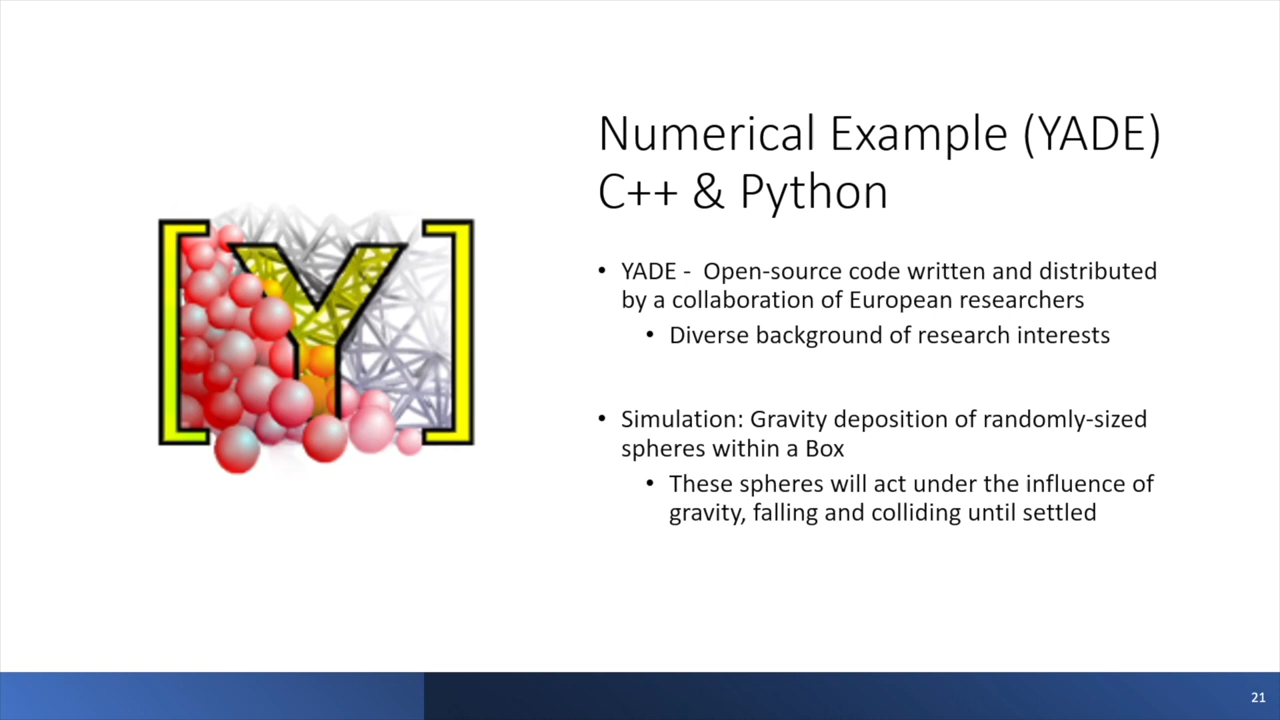 Numerical Example (YADE)
C++ & Python
[Y]
• YADE - Open-source code written and distributed
by a collaboration of European researchers
• Diverse background of research interests
• Simulation: Gravity deposition of randomly-sized
spheres within a Box
• These spheres will act under the influence of
gravity, falling and colliding until settled
21